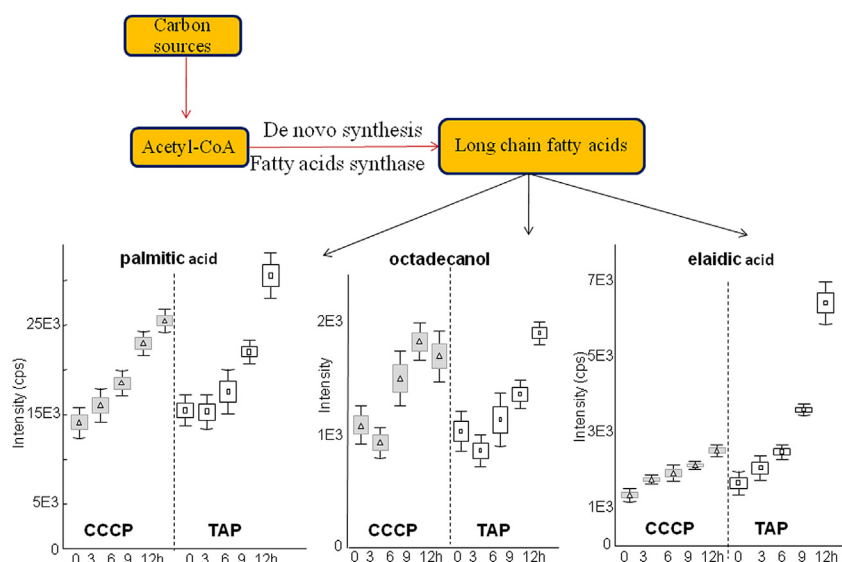 Carbon
sources
Acetyl-CoA
De novo synthesis
Fatty acids synthase
Long chain fatty acids
palmitic acid
Intensity (cps)
25E3
15E3
5E3
0
CCCP
TAP
0 3 6 9 12h 0 3 6 9 12h
octadecanol
Intensity
2E3
1E3
0
CCCP
TAP
0 3 6 9 12h 0 3 6 9 12h
elaidic acid
Intensity (cps)
7E3
5E3
3E3
1E3
0
CCCP
TAP
0 3 6 9 12h 0 3 6 9 12h